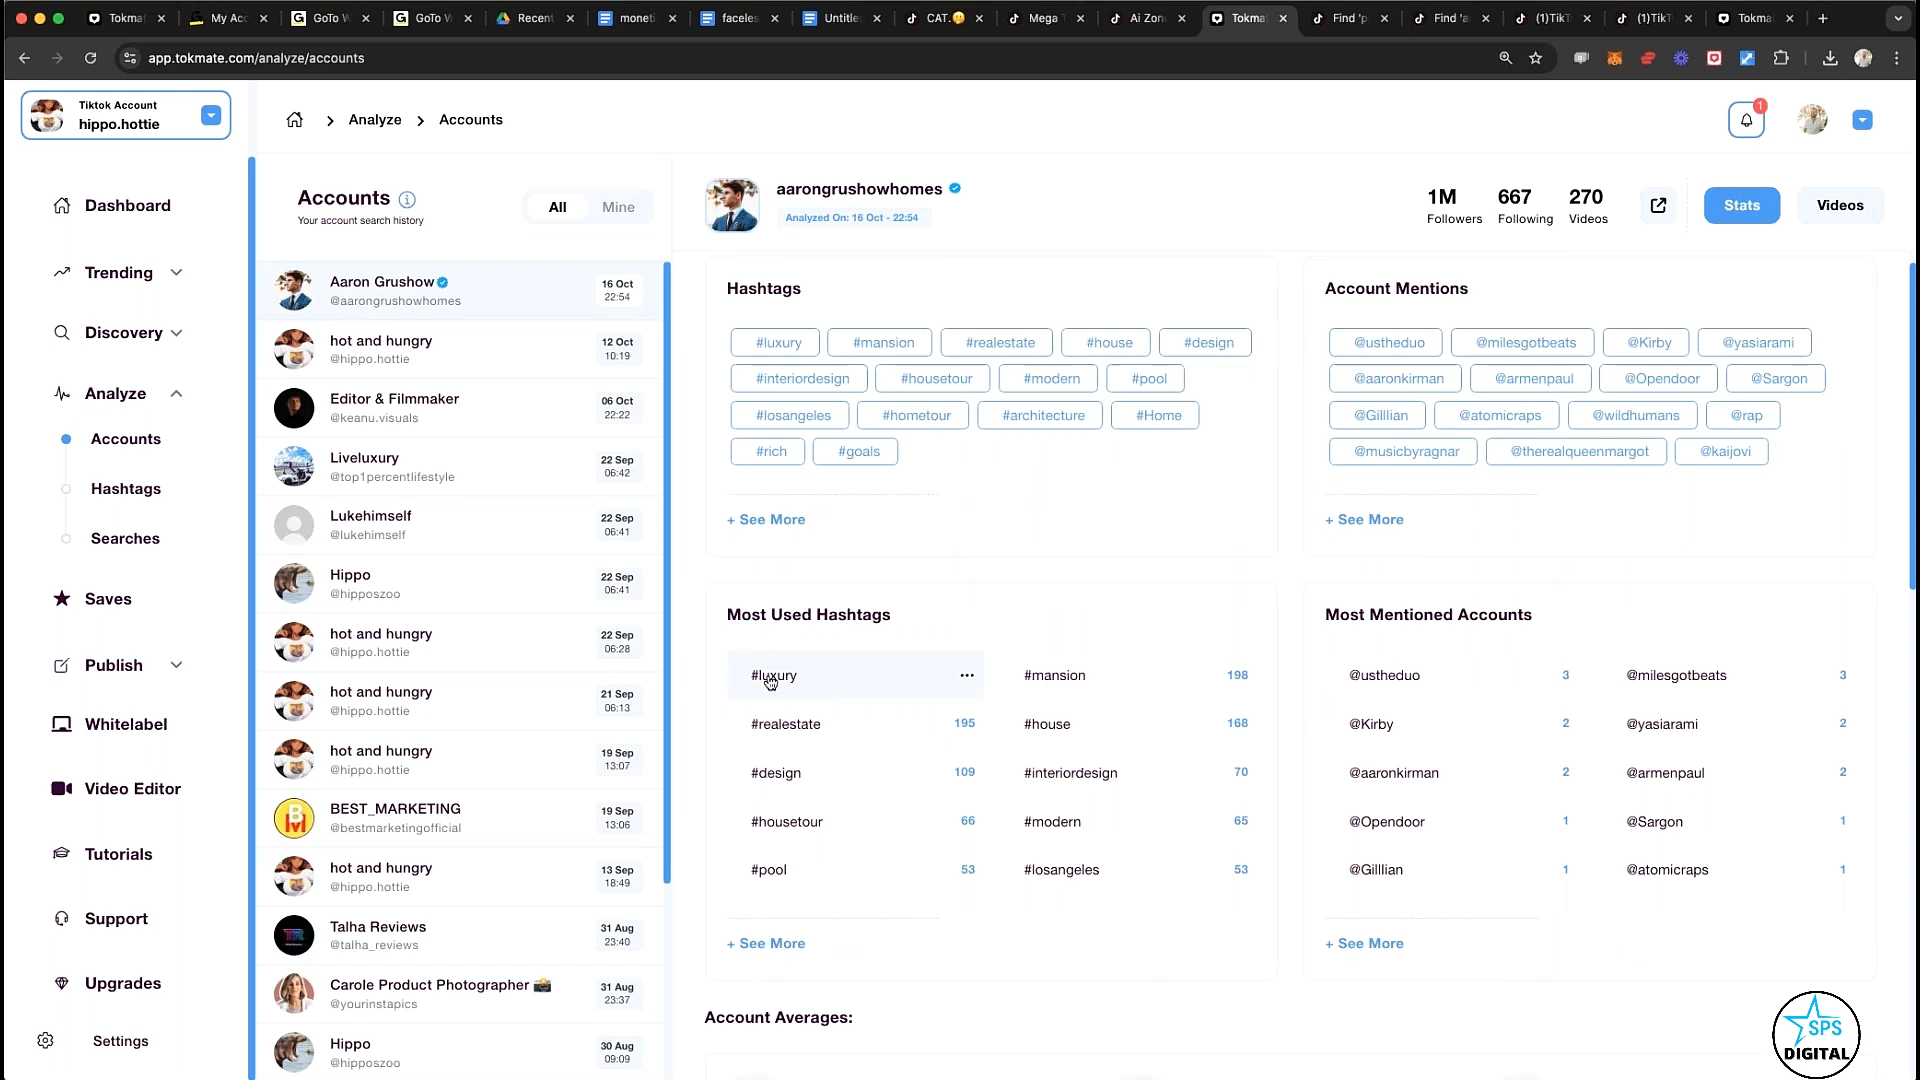 Tokma
My Acc
GoTo W
GoTo W
Recent
moneti
faceles
Untitle
CAT.
Mega T
Ai Zon
Tokma
Find 'p
Find 'a
(1)TikT
(1)TikT
Tokma
app.tokmate.com/analyze/accounts
Tiktok Account
hippo.hottie
Analyze
Accounts
1
Dashboard
Trending
Discovery
Analyze
Accounts
Hashtags
Searches
Saves
Publish
Whitelabel
Video Editor
Tutorials
Support
Upgrades
Settings
Accounts
Your account search history
All
Mine
Aaron Grushow
@aarongrushowhomes
16 Oct
22:54
hot and hungry
@hippo.hottie
12 Oct
10:19
Editor & Filmmaker
@keanu.visuals
06 Oct
22:22
Liveluxury
@top1percentlifestyle
22 Sep
06:42
Lukehimself
@lukehimself
22 Sep
06:41
Hippo
@hipposzoo
22 Sep
06:41
hot and hungry
@hippo.hottie
22 Sep
06:28
hot and hungry
@hippo.hottie
21 Sep
06:13
hot and hungry
@hippo.hottie
19 Sep
13:07
BEST_MARKETING
@bestmarketingofficial
19 Sep
13:06
hot and hungry
@hippo.hottie
13 Sep
18:49
Talha Reviews
@talha_reviews
31 Aug
23:40
Carole Product Photographer
@yourinstapics
31 Aug
23:37
Hippo
@hipposzoo
30 Aug
09:09
aarongrushowhomes
Analyzed On: 16 Oct - 22:54
1M
Followers
667
Following
270
Videos
Stats
Videos
Hashtags
#luxury #mansion #realestate #house #design
#interiordesign #housetour #modern #pool
#losangeles #hometour #architecture #Home
#rich #goals
+ See More
Account Mentions
@ustheduo @milesgotbeats @Kirby @yasiarami
@aaronkirman @armenpaul @Opendoor @Sargon
@Gilllian @atomicraps @wildhumans @rap
@musicbyragnar @therealqueenmargot @kaijovi
+ See More
Most Used Hashtags
#luxury ••• #mansion 198
#realestate 195 #house 168
#design 109 #interiordesign 70
#housetour 66 #modern 65
#pool 53 #losangeles 53
+ See More
Most Mentioned Accounts
@ustheduo 3 @milesgotbeats 3
@Kirby 2 @yasiarami 2
@aaronkirman 2 @armenpaul 2
@Opendoor 1 @Sargon 1
@Gilllian 1 @atomicraps 1
+ See More
Account Averages:
SPS
DIGITAL